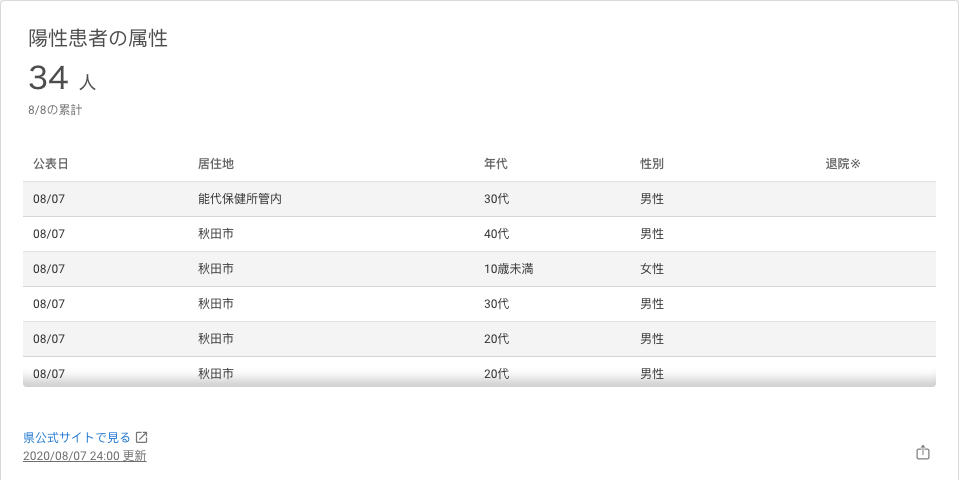 陽性患者の属性
34 人
8/8の累計
公表日 居住地 年代 性別 退院※
08/07 能代保健所管内 30代 男性
08/07 秋田市 40代 男性
08/07 秋田市 10歳未満 女性
08/07 秋田市 30代 男性
08/07 秋田市 20代 男性
08/07 秋田市 20代 男性
県公式サイトで見る
2020/08/07 24:00 更新